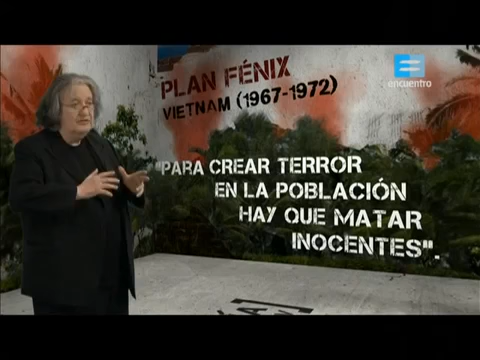 encuentro
PLAN FÉNIX
VIETNAM (1967-1972)
"PARA CREAR TERROR
EN LA POBLACIÓN
HAY QUE MATAR
INOCENTES".